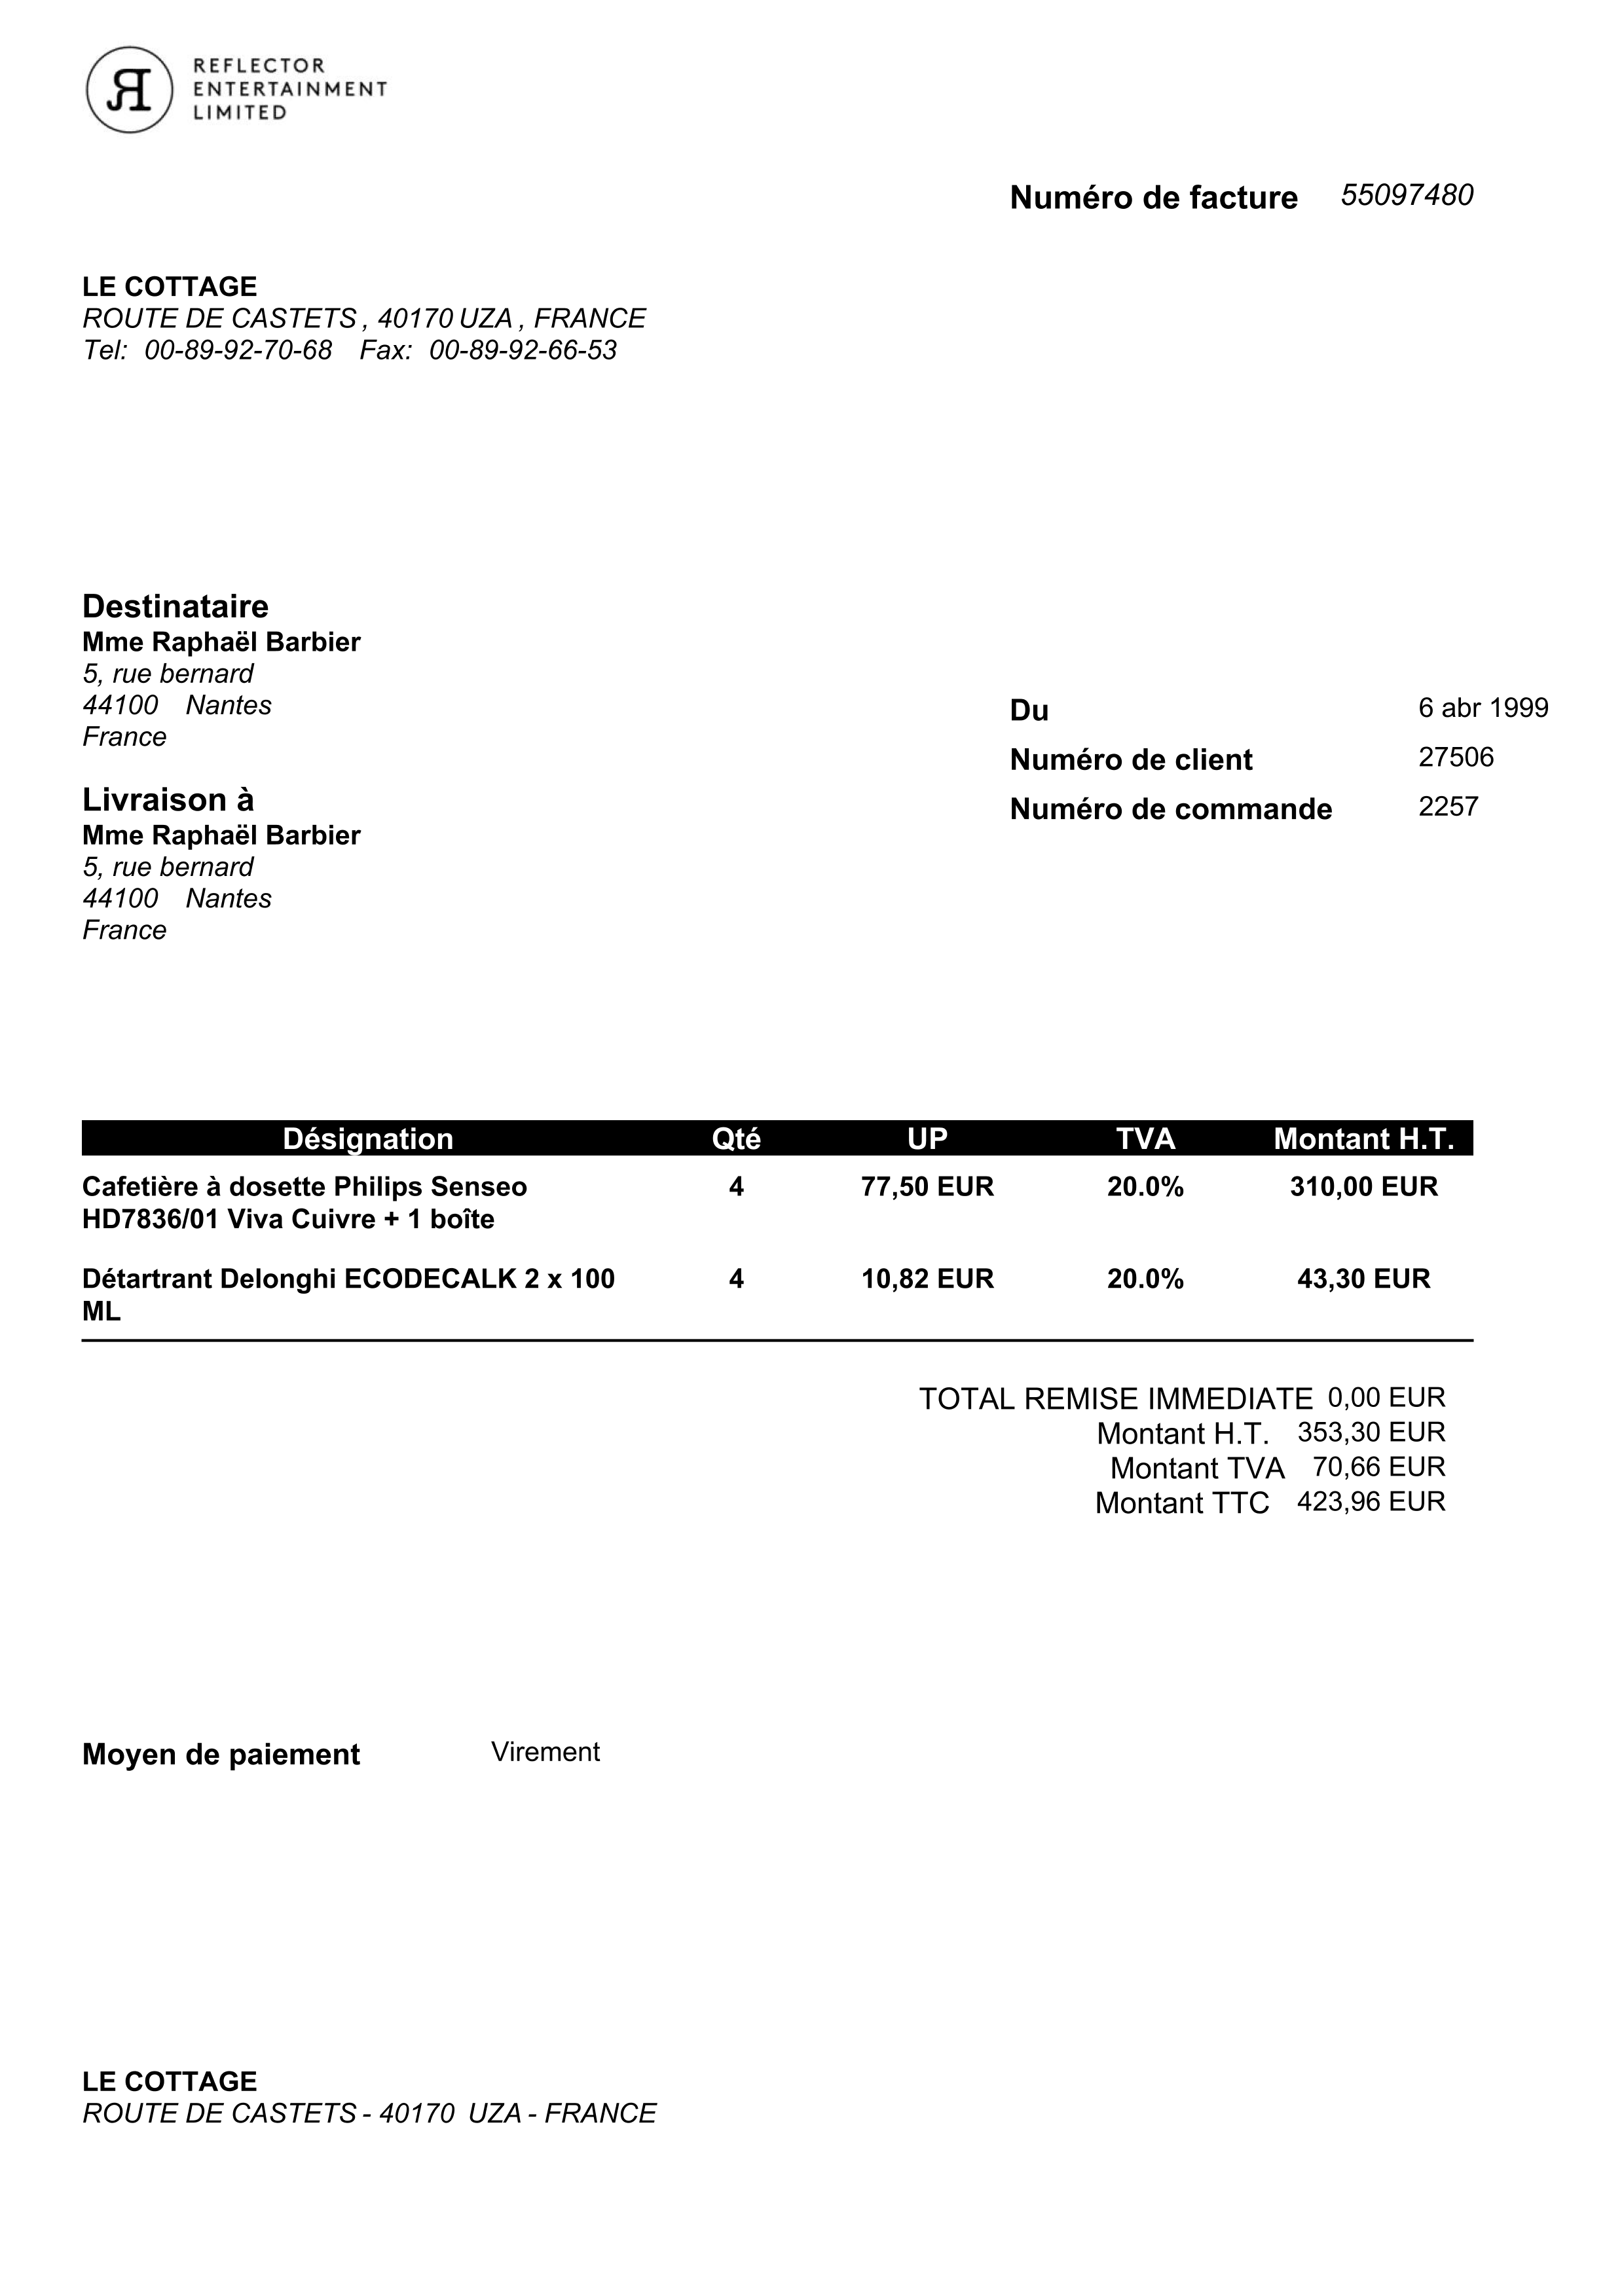 REFLECTOR
ENTERTAINMENT
LIMITED
Numéro de facture 55097480
LE COTTAGE
ROUTE DE CASTETS , 40170 UZA , FRANCE
Tel: 00-89-92-70-68 Fax: 00-89-92-66-53
Destinataire
Mme Raphaël Barbier
5, rue bernard
44100 Nantes
France
Du 6 abr 1999
Numéro de client 27506
Numéro de commande 2257
Livraison à
Mme Raphaël Barbier
5, rue bernard
44100 Nantes
France
Désignation Qté UP TVA Montant H.T.
Cafetière à dosette Philips Senseo 4 77,50 EUR 20.0% 310,00 EUR
HD7836/01 Viva Cuivre + 1 boîte
Détartrant Delonghi ECODECALK 2 x 100 4 10,82 EUR 20.0% 43,30 EUR
ML
TOTAL REMISE IMMEDIATE 0,00 EUR
Montant H.T. 353,30 EUR
Montant TVA 70,66 EUR
Montant TTC 423,96 EUR
Moyen de paiement Virement
LE COTTAGE
ROUTE DE CASTETS - 40170 UZA - FRANCE